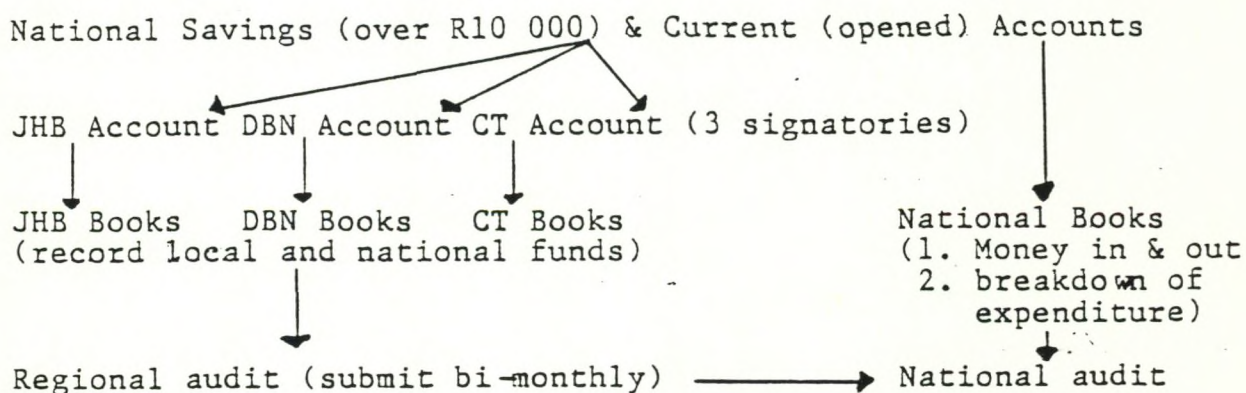 National Savings (over R10 000) & Current (opened) Accounts
JHB Account DBN Account CT Account (3 signatories)
JHB Books DBN Books CT Books National Books
(record local and national funds) (1. Money in & out
2. breakdown of
expenditure)
Regional audit (submit bi-monthly) National audit